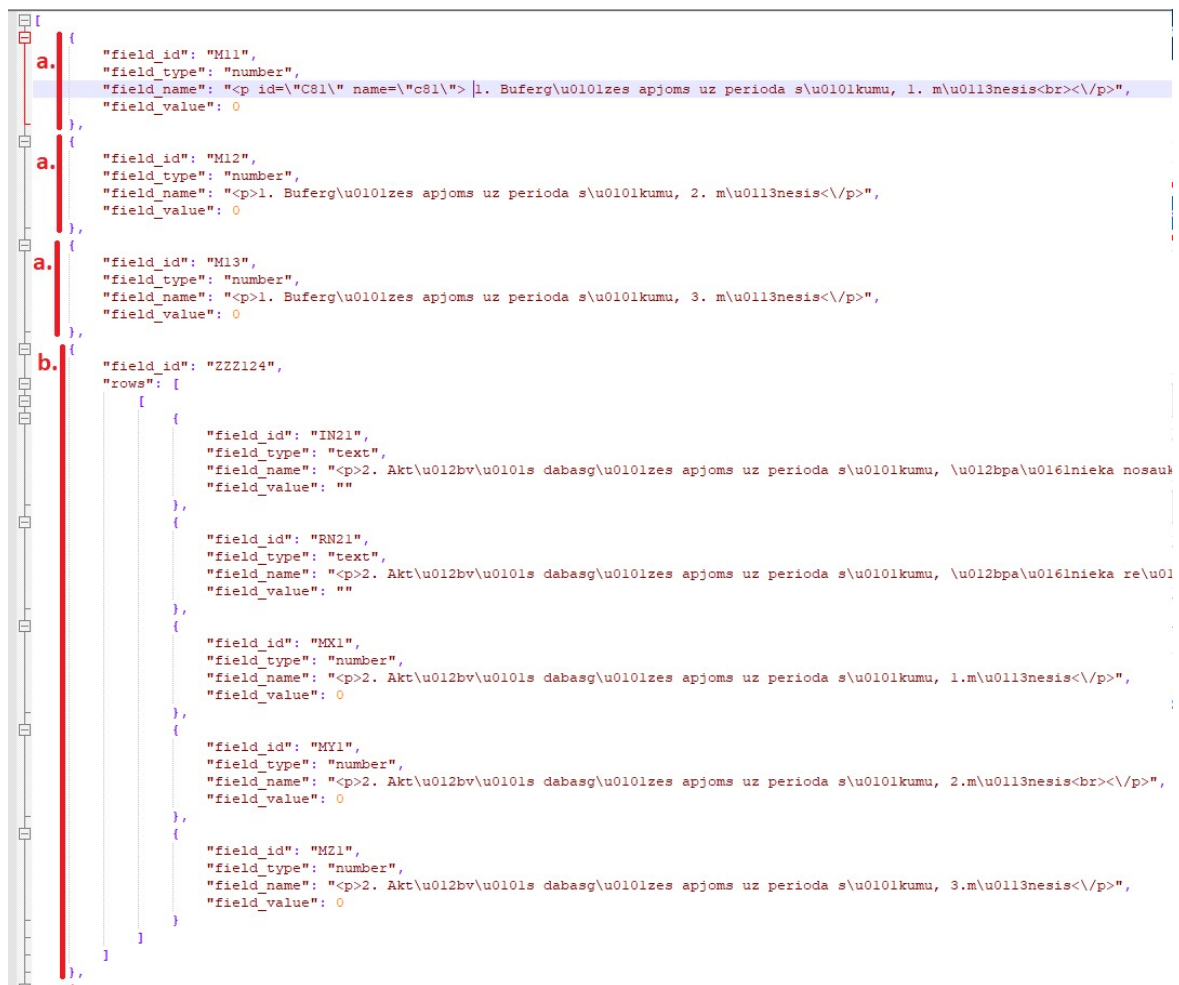 [
a. {
"field_id": "M11",
"field_type": "number",
"field_name": "<p id=\"C81\" name=\"c81\"> 1. Buferg\u0101zes apjoms uz perioda s\u0101kumu, 1. m\u0113nesis<br><\/p>",
"field_value": 0
},
a. {
"field_id": "M12",
"field_type": "number",
"field_name": "<p>1. Buferg\u0101zes apjoms uz perioda s\u0101kumu, 2. m\u0113nesis<\/p>",
"field_value": 0
},
a. {
"field_id": "M13",
"field_type": "number",
"field_name": "<p>1. Buferg\u0101zes apjoms uz perioda s\u0101kumu, 3. m\u0113nesis<\/p>",
"field_value": 0
},
b. {
"field_id": "ZZZ124",
"rows": [
[
{
"field_id": "IN21",
"field_type": "text",
"field_name": "<p>2. Akt\u012bv\u0101s dabasg\u0101zes apjoms uz perioda s\u0101kumu, \u012bpa\u0161nieka nosauk
"field_value": ""
},
{
"field_id": "RN21",
"field_type": "text",
"field_name": "<p>2. Akt\u012bv\u0101s dabasg\u0101zes apjoms uz perioda s\u0101kumu, \u012bpa\u0161nieka re\u01
"field_value": ""
},
{
"field_id": "MX1",
"field_type": "number",
"field_name": "<p>2. Akt\u012bv\u0101s dabasg\u0101zes apjoms uz perioda s\u0101kumu, 1.m\u0113nesis<\/p>",
"field_value": 0
},
{
"field_id": "MY1",
"field_type": "number",
"field_name": "<p>2. Akt\u012bv\u0101s dabasg\u0101zes apjoms uz perioda s\u0101kumu, 2.m\u0113nesis<br><\/p>",
"field_value": 0
},
{
"field_id": "MZ1",
"field_type": "number",
"field_name": "<p>2. Akt\u012bv\u0101s dabasg\u0101zes apjoms uz perioda s\u0101kumu, 3.m\u0113nesis<\/p>",
"field_value": 0
}
]
]
},